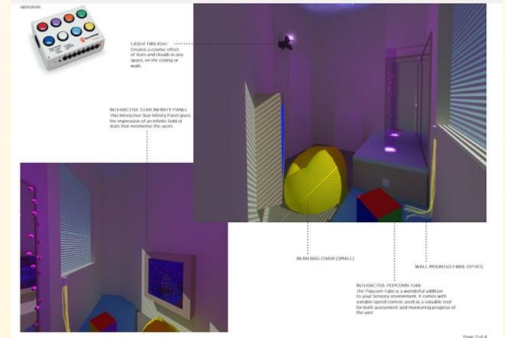 operation
LASER TWILIGHT
Creates a cosmic effect
of stars and clouds in any
space, on the ceiling or
walls.
INTERACTIVE STAR INFINITY PANEL
This Interactive Star Infinity Panel gives
the impression of an infinite field of
stars that mesmerise the users.
BEAN BAG CHAIR (SMALL)
WALL MOUNTED FIBRE OPTICS
INTERACTIVE POPCORN TUBE
The Popcorn Tube is a wonderful addition
to your Sensory environment. It comes with
variable speed control, used as a valuable tool
for both assessment and monitoring progress of
the user.